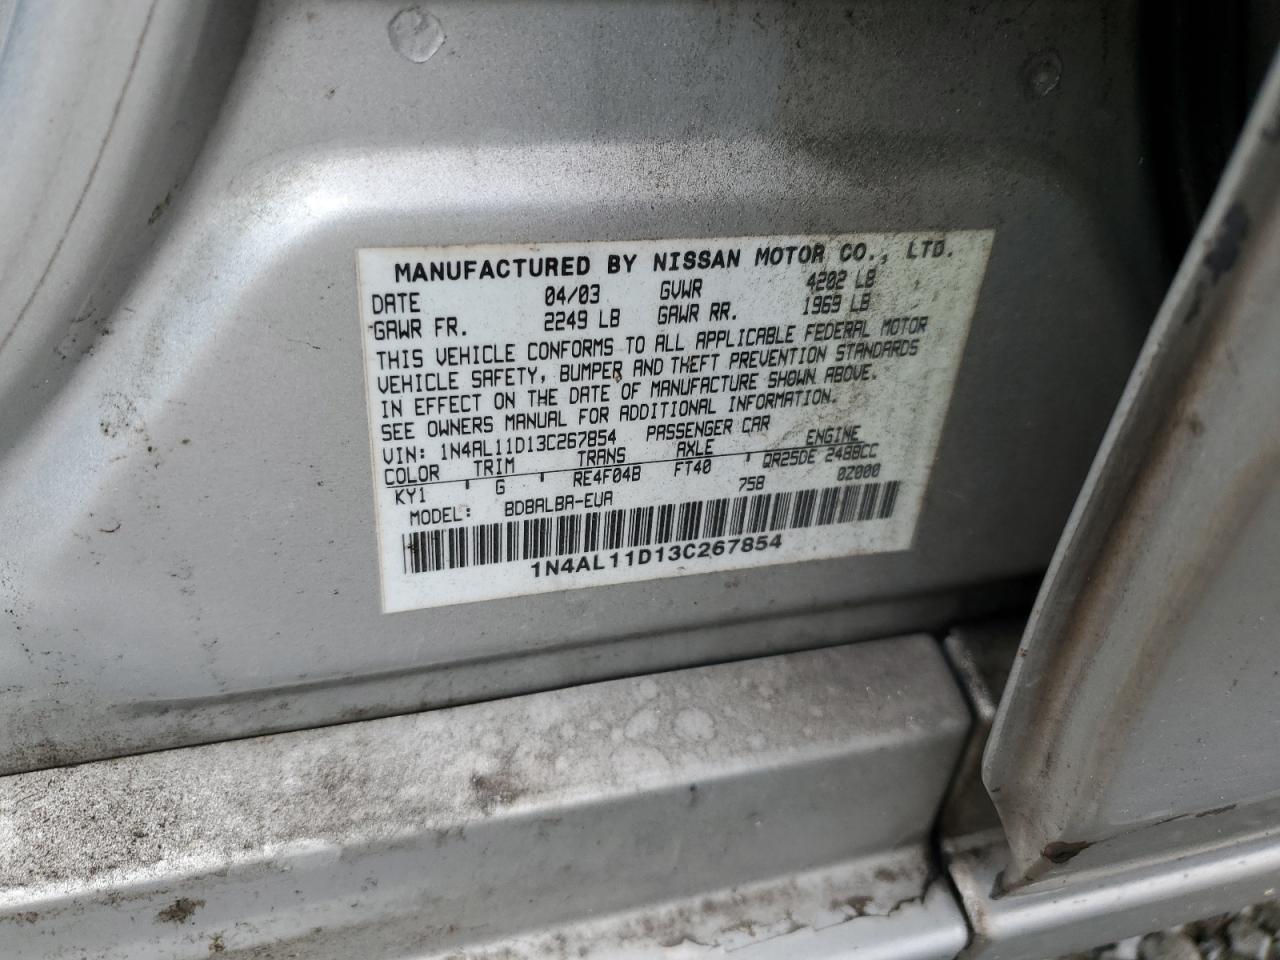 MANUFACTURED BY NISSAN MOTOR CO., LTD.
DATE 04/03 GVWR 4202 LB
GAWR FR. 2249 LB GAWR RR. 1969 LB
THIS VEHICLE CONFORMS TO ALL APPLICABLE FEDERAL MOTOR
VEHICLE SAFETY, BUMPER AND THEFT PREVENTION STANDARDS
IN EFFECT ON THE DATE OF MANUFACTURE SHOWN ABOVE.
SEE OWNERS MANUAL FOR ADDITIONAL INFORMATION.
VIN: 1N4AL11D13C267854 PASSENGER CAR
COLOR TRIM TRANS AXLE ENGINE
KY1 G RE4F04B FT40 QR25DE 2488CC
MODEL: BDBALBA-EUA 758 0Z000
1N4AL11D13C267854